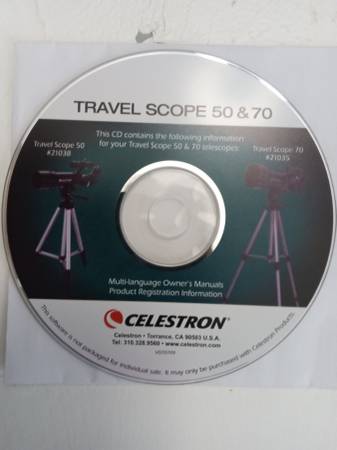 TRAVEL SCOPE 50 & 70
This CD contains the following information
for your Travel Scope 50 & 70 telescopes
Travel Scope 50
#21038
Travel Scope 70
#21035
Multi-language Owner's Manuals
Product Registration Information
CELESTRON®
Celestron • Torrance, CA 90503 U.S.A.
Tel: 310.328.9560 • www.celestron.com
This software is not packaged for individual sale. It may also only be purchased with Celestron Products.